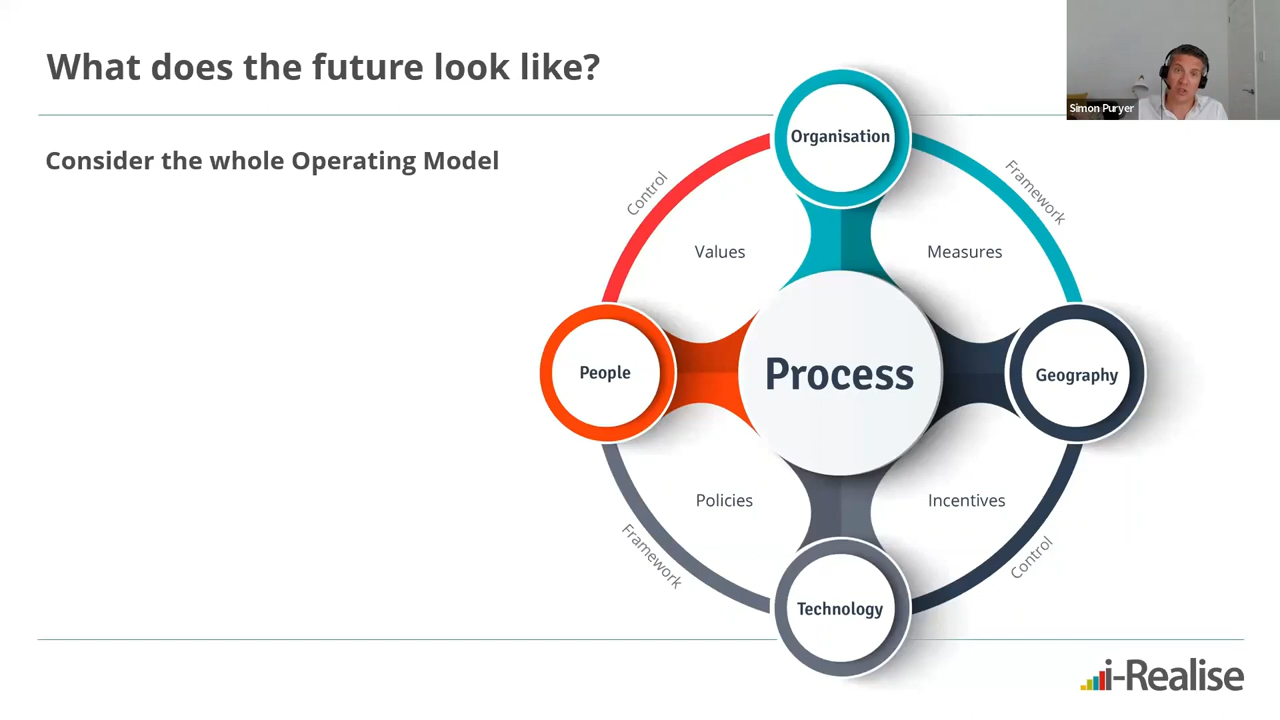 What does the future look like?
Simon Puryer
Consider the whole Operating Model
Organisation
Control
Framework
Values
Measures
People
Process
Geography
Policies
Incentives
Framework
Control
Technology
i-Realise